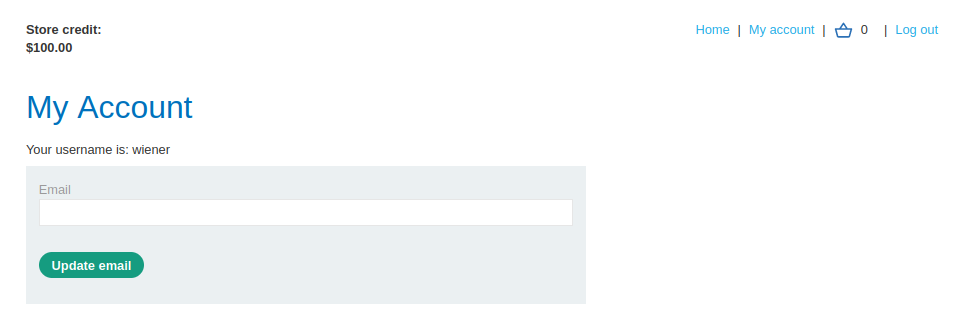 Store credit:
$100.00
Home | My account | 0 | Log out
My Account
Your username is: wiener
Email
Update email